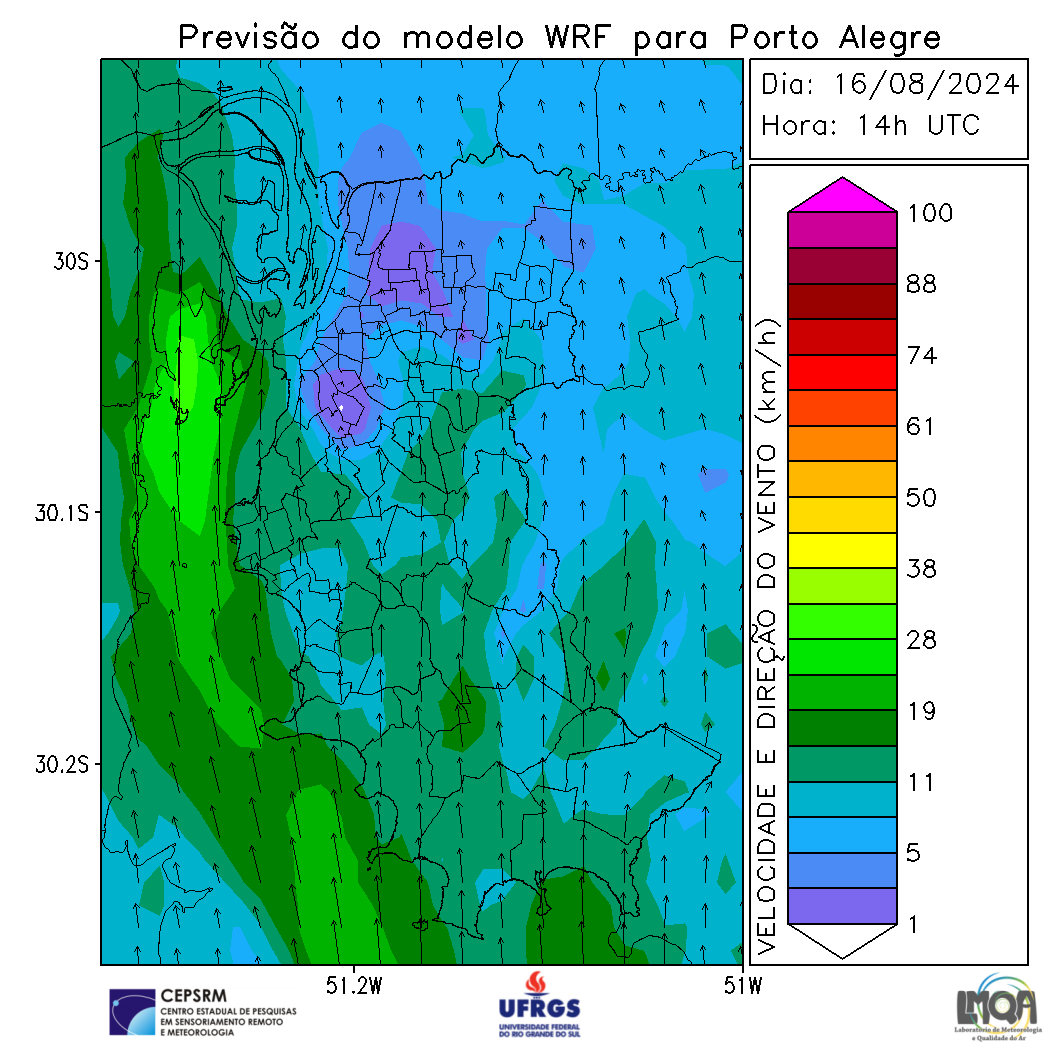 Previsão do modelo WRF para Porto Alegre
Dia: 16/08/2024
Hora: 14h UTC
30S
30.1S
30.2S
51.2W
51W
VELOCIDADE E DIREÇÃO DO VENTO (km/h)
100
88
74
61
50
38
28
19
11
5
1
CEPSRM
CENTRO ESTADUAL DE PESQUISAS
EM SENSORIAMENTO REMOTO
E METEOROLOGIA
UFRGS
UNIVERSIDADE FEDERAL
DO RIO GRANDE DO SUL
LMQA
Laboratório de Meteorologia
e Qualidade do Ar